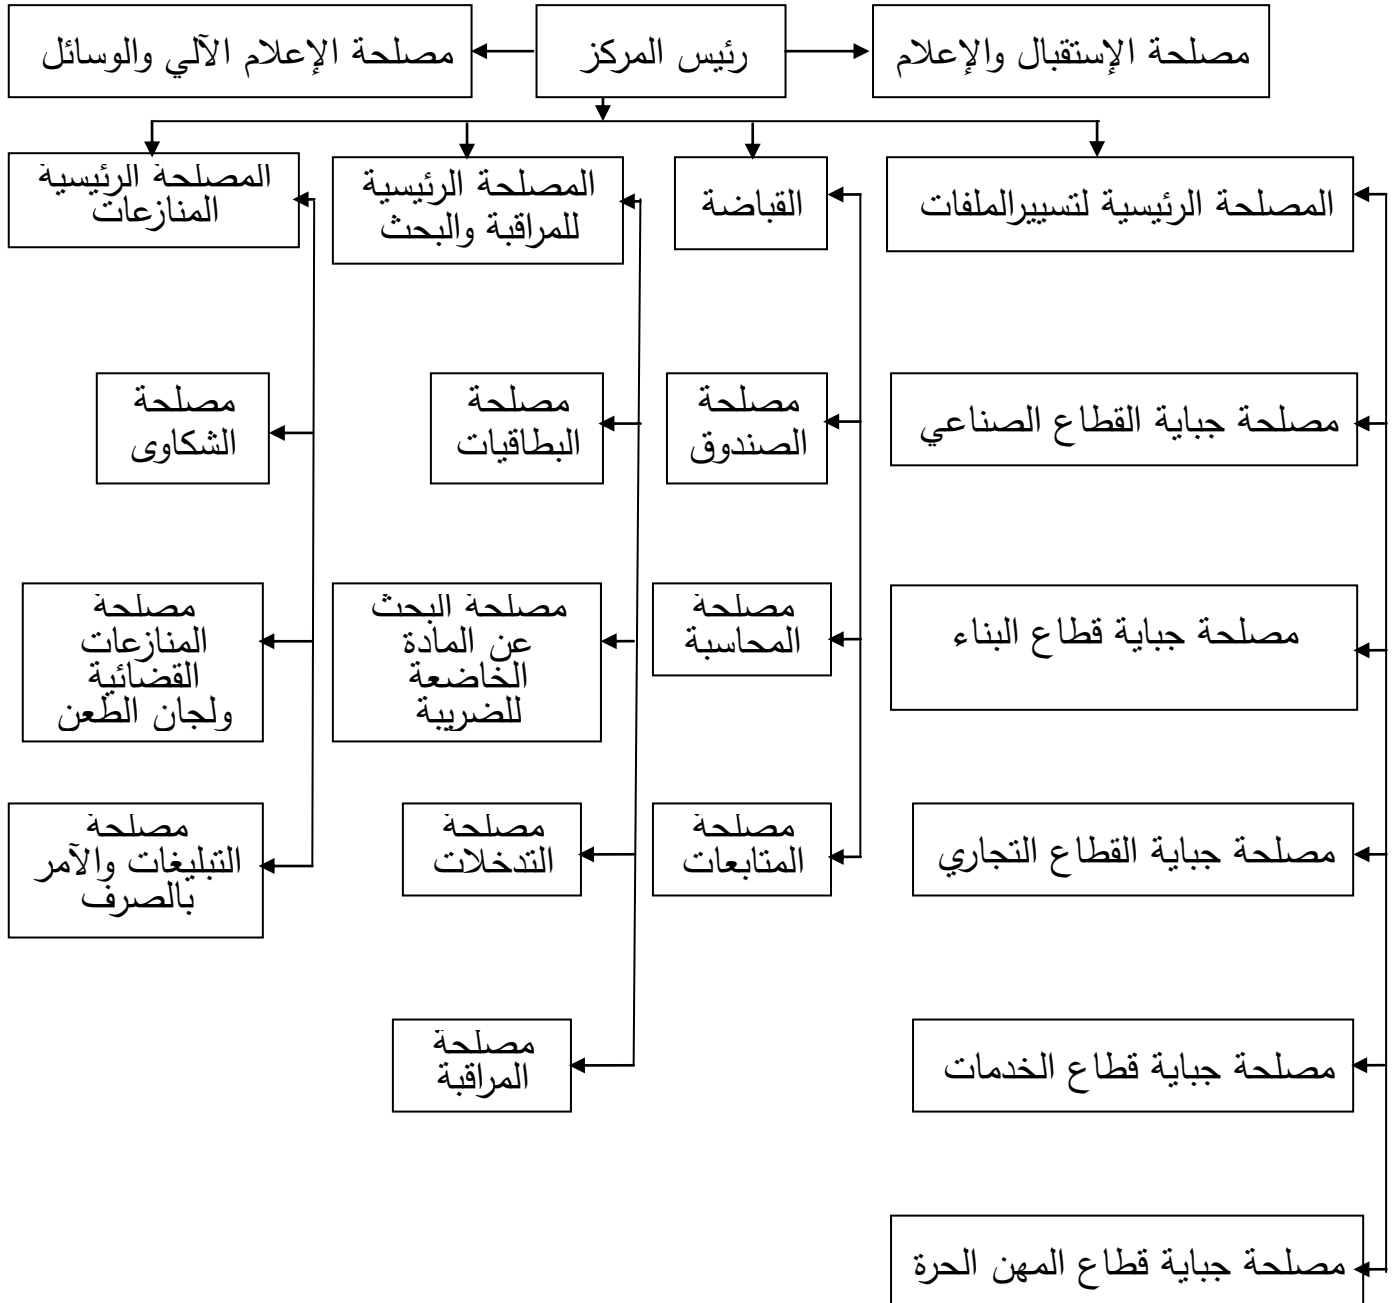 مصلحة الإستقبال والإعلام
رئيس المركز
مصلحة الإعلام الآلي والوسائل
المصلحة الرئيسية لتسييرالملفات
القباضة
المصلحة الرئيسية
للمراقبة والبحث
المصلحة الرئيسية
المنازعات
مصلحة جباية القطاع الصناعي
مصلحة
الصندوق
مصلحة
البطاقيات
مصلحة
الشكاوى
مصلحة جباية قطاع البناء
مصلحة
المحاسبة
مصلحة البحث
عن المادة
الخاضعة
للضريبة
مصلحة
المنازعات
القضائية
ولجان الطعن
مصلحة جباية القطاع التجاري
مصلحة
المتابعات
مصلحة
التدخلات
مصلحة
التبليغات والآمر
بالصرف
مصلحة جباية قطاع الخدمات
مصلحة
المراقبة
مصلحة جباية قطاع المهن الحرة